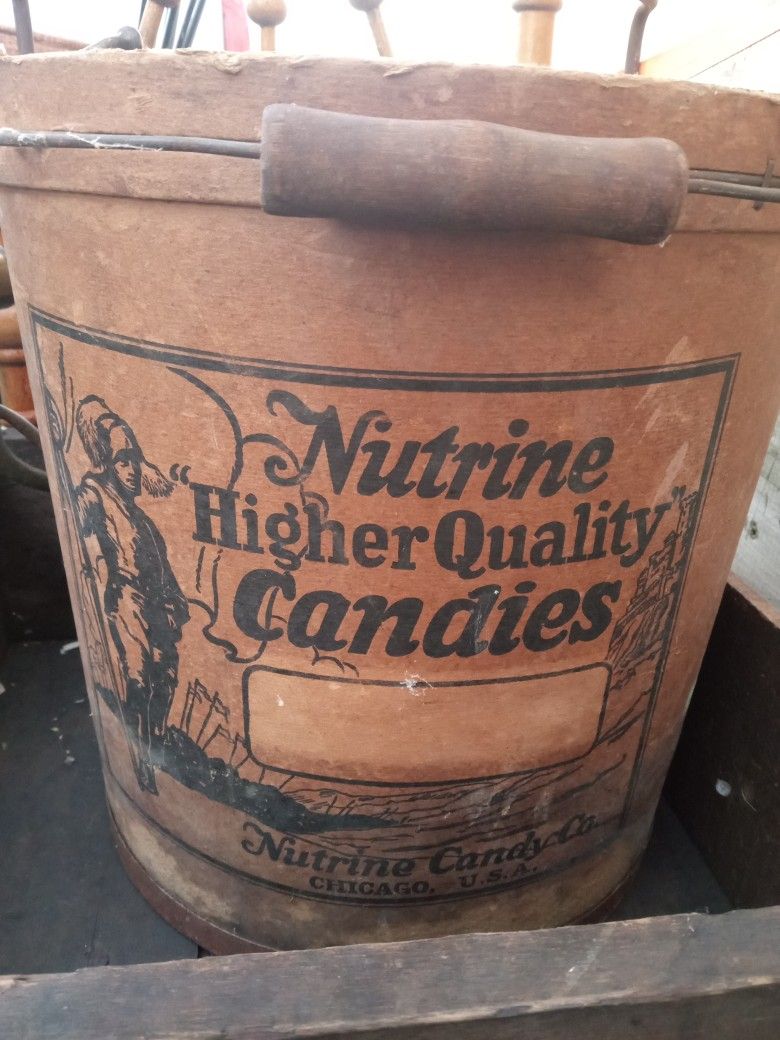 Nutrine
"Higher Quality"
Candies
Nutrine Candy Co.
CHICAGO, U.S.A.